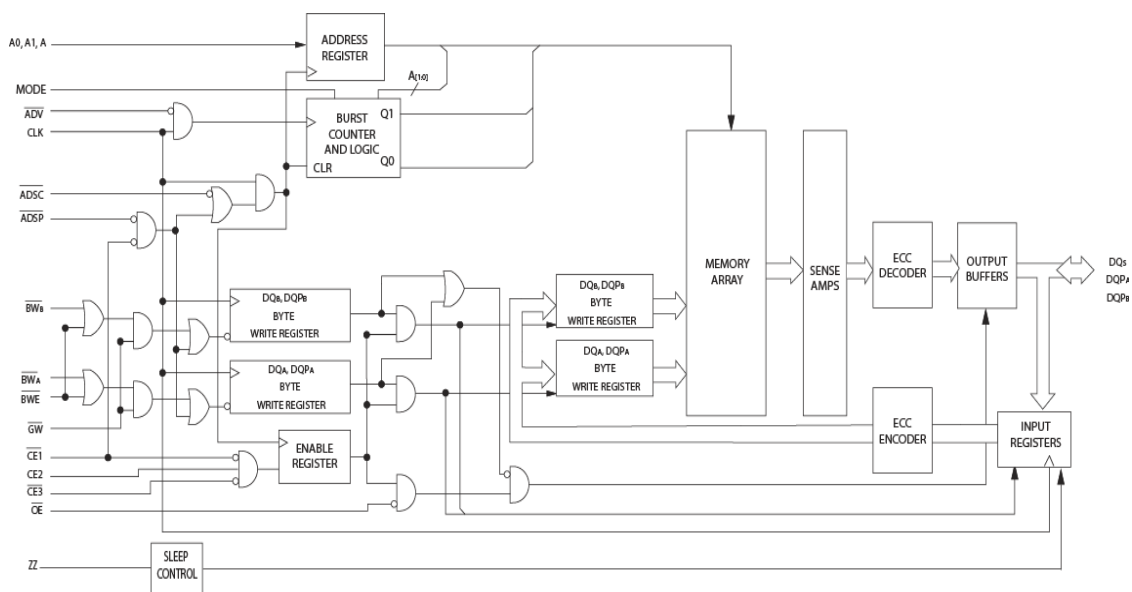 A0, A1, A
ADDRESS
REGISTER
MODE
A[1:0]
ADV
CLK
BURST
COUNTER
AND LOGIC
CLR
Q1
Q0
ADSC
ADSP
MEMORY
ARRAY
SENSE
AMPS
ECC
DECODER
OUTPUT
BUFFERS
DQs
DQPA
DQPB
BWB
DQB, DQPB
BYTE
WRITE REGISTER
DQB, DQPB
BYTE
WRITE REGISTER
BWA
BWE
DQA, DQPA
BYTE
WRITE REGISTER
DQA, DQPA
BYTE
WRITE REGISTER
GW
ECC
ENCODER
INPUT
REGISTERS
CE1
CE2
CE3
ENABLE
REGISTER
OE
ZZ
SLEEP
CONTROL